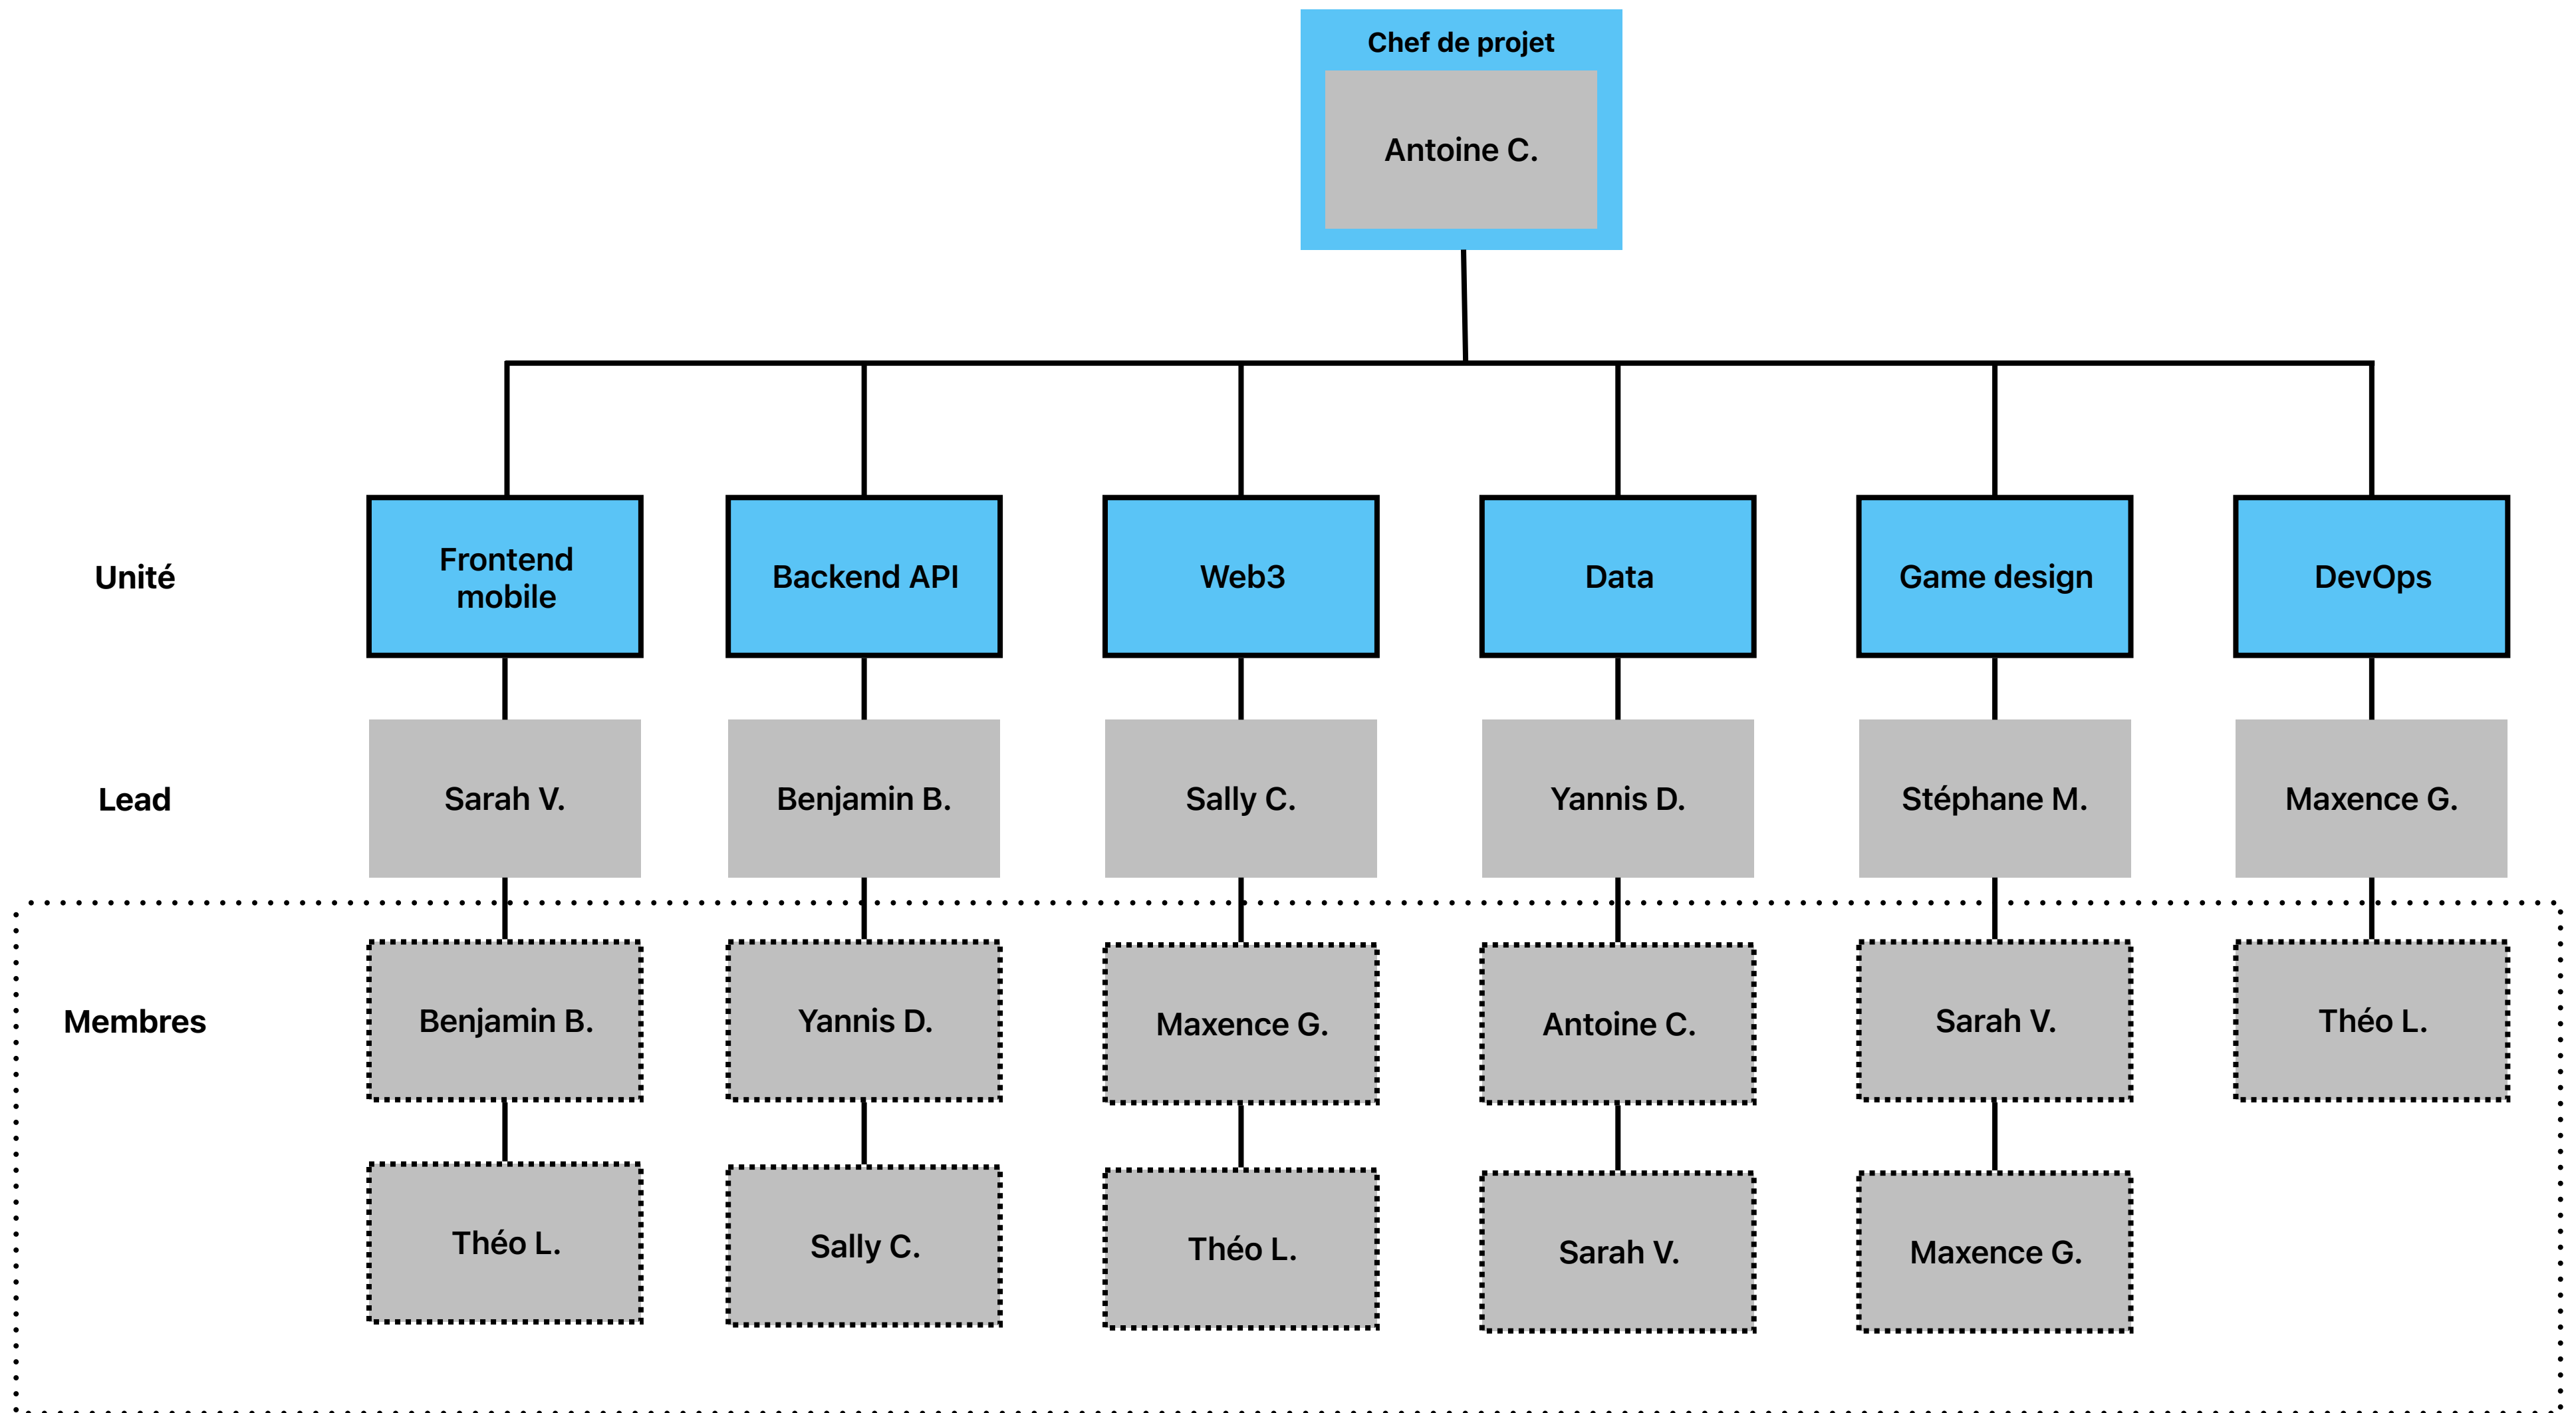 Chef de projet
Antoine C.
Unité
Frontend
mobile
Backend API
Web3
Data
Game design
DevOps
Lead
Sarah V.
Benjamin B.
Sally C.
Yannis D.
Stéphane M.
Maxence G.
Membres
Benjamin B.
Yannis D.
Maxence G.
Antoine C.
Sarah V.
Théo L.
Théo L.
Sally C.
Théo L.
Sarah V.
Maxence G.